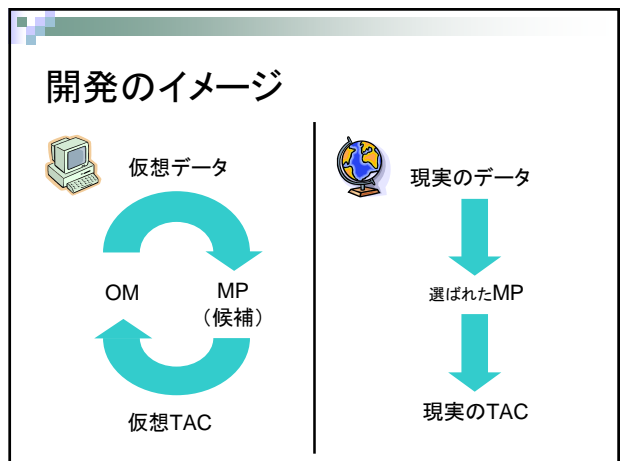 開発のイメージ
仮想データ
OM
MP
（候補）
仮想TAC
現実のデータ
選ばれたMP
現実のTAC